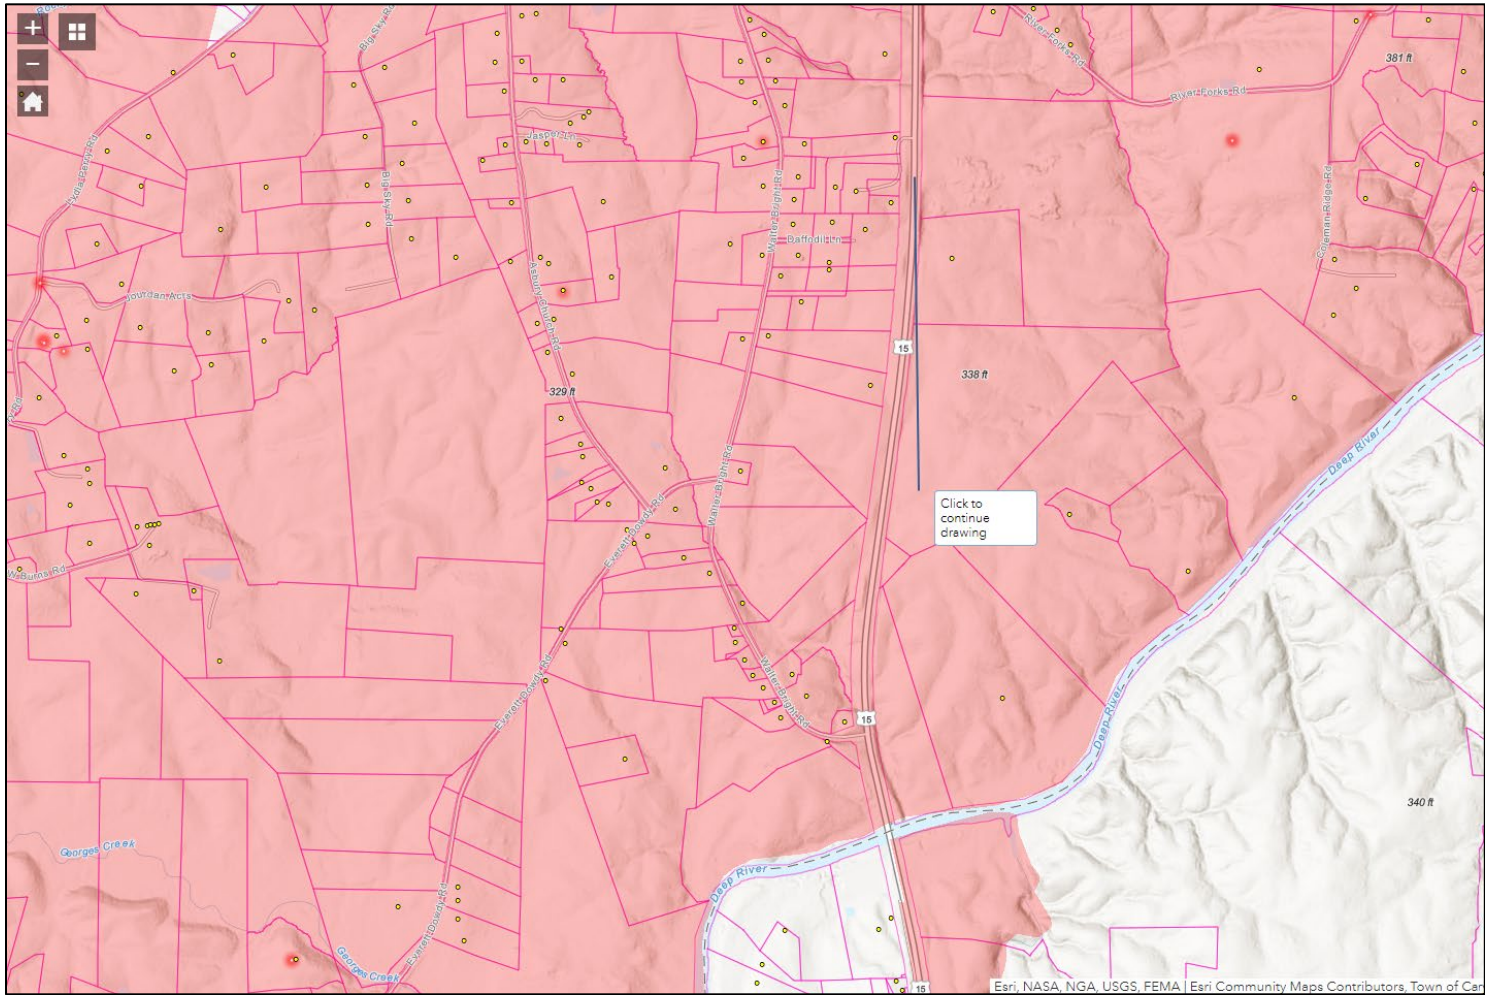 Big Sky Rd
River Forks Rd
381 ft
River Forks Rd
Jasper Ln
Lydia Perry Rd
Big Sky Rd
Walter Bright Rd
Coleman Ridge Rd
Daffodil Ln
Jourdan Acts
Asbury Church Rd
15
338 ft
329 ft
Deep River
Walter Bright Rd
Everett Dowdy Rd
Click to
continue
drawing
W Burns Rd
Everett Dowdy Rd
Walter Bright Rd
15
Deep River
340 ft
Georges Creek
Deep River
Everett Dowdy Rd
Georges Creek
15
Esri, NASA, NGA, USGS, FEMA | Esri Community Maps Contributors, Town of Car